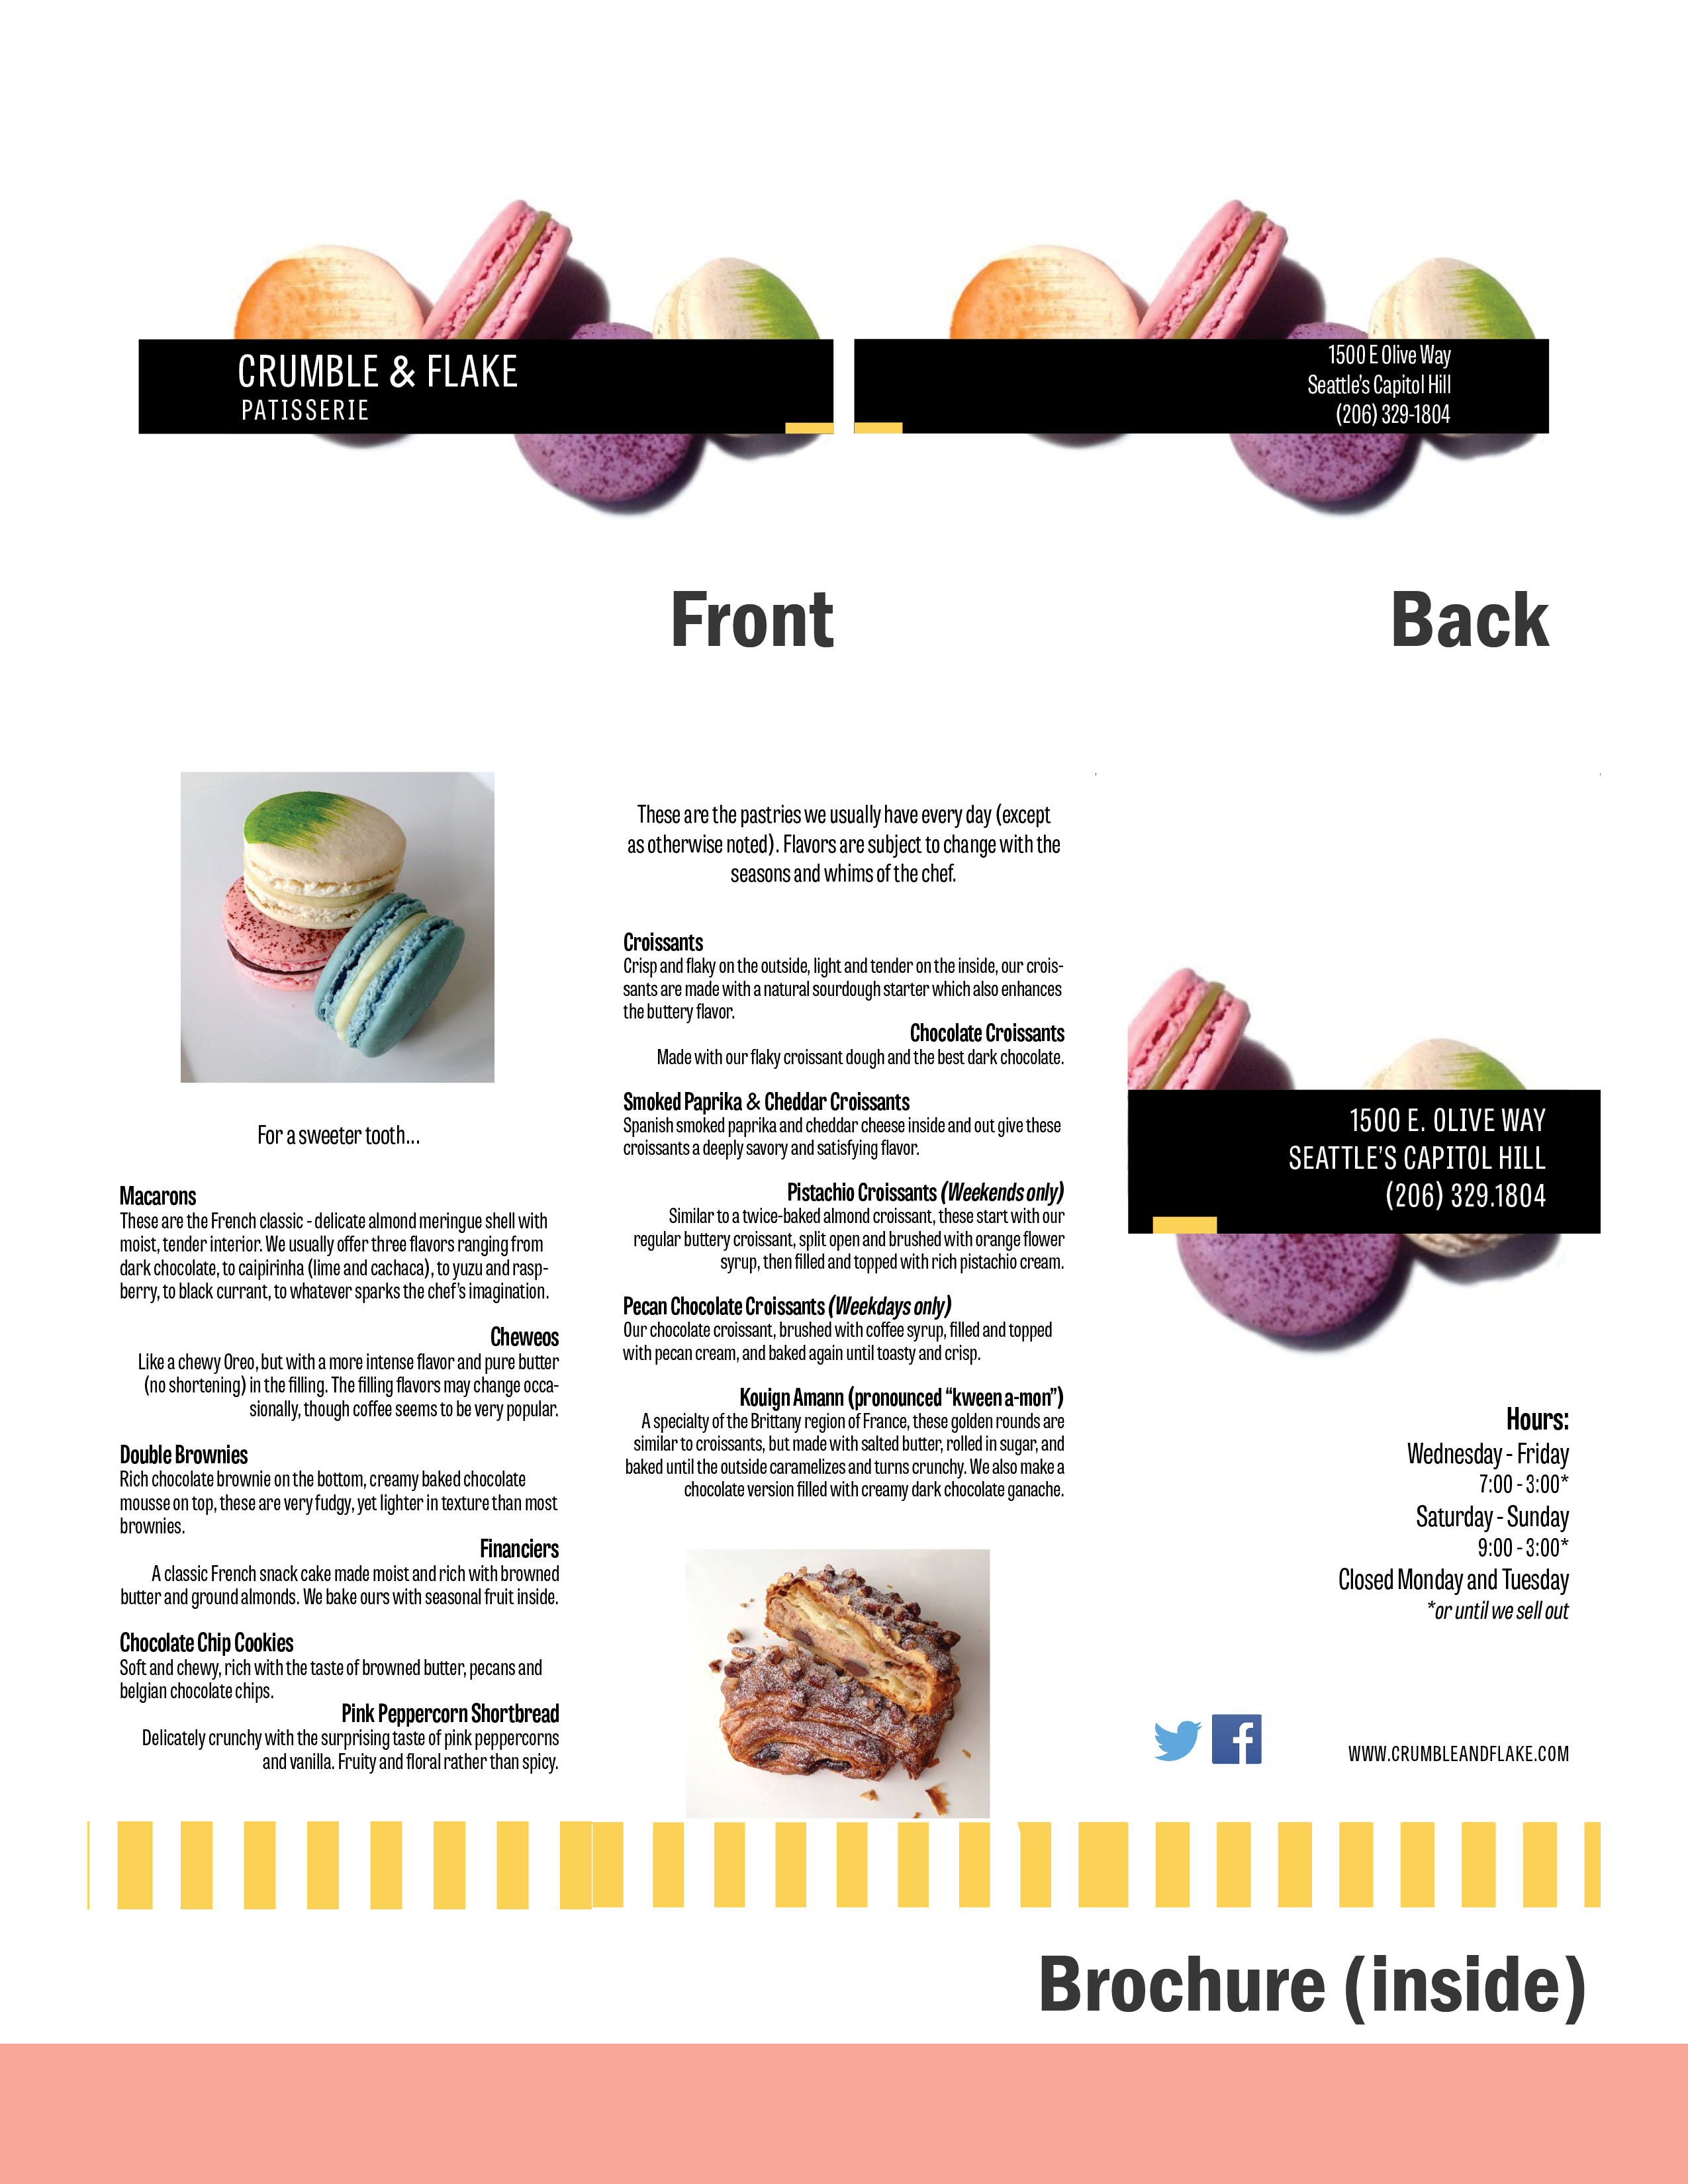 CRUMBLE & FLAKE
PATISSERIE
1500 E Olive Way
Seattle's Capitol Hill
(206) 329-1804
Front
Back
For a sweeter tooth...
Macarons
These are the French classic - delicate almond meringue shell with
moist, tender interior. We usually offer three flavors ranging from
dark chocolate, to caipirinha (lime and cachaca), to yuzu and rasp-
berry, to black currant, to whatever sparks the chef's imagination.
Cheweos
Like a chewy Oreo, but with a more intense flavor and pure butter
(no shortening) in the filling. The filling flavors may change occa-
sionally, though coffee seems to be very popular.
Double Brownies
Rich chocolate brownie on the bottom, creamy baked chocolate
mousse on top, these are very fudgy, yet lighter in texture than most
brownies.
Financiers
A classic French snack cake made moist and rich with browned
butter and ground almonds. We bake ours with seasonal fruit inside.
Chocolate Chip Cookies
Soft and chewy, rich with the taste of browned butter, pecans and
belgian chocolate chips.
Pink Peppercorn Shortbread
Delicately crunchy with the surprising taste of pink peppercorns
and vanilla. Fruity and floral rather than spicy.
These are the pastries we usually have every day (except
as otherwise noted). Flavors are subject to change with the
seasons and whims of the chef.
Croissants
Crisp and flaky on the outside, light and tender on the inside, our crois-
sants are made with a natural sourdough starter which also enhances
the buttery flavor.
Chocolate Croissants
Made with our flaky croissant dough and the best dark chocolate.
Smoked Paprika & Cheddar Croissants
Spanish smoked paprika and cheddar cheese inside and out give these
croissants a deeply savory and satisfying flavor.
Pistachio Croissants (Weekends only)
Similar to a twice-baked almond croissant, these start with our
regular buttery croissant, split open and brushed with orange flower
syrup, then filled and topped with rich pistachio cream.
Pecan Chocolate Croissants (Weekdays only)
Our chocolate croissant, brushed with coffee syrup, filled and topped
with pecan cream, and baked again until toasty and crisp.
Kouign Amann (pronounced “kween a-mon”)
A specialty of the Brittany region of France, these golden rounds are
similar to croissants, but made with salted butter, rolled in sugar, and
baked until the outside caramelizes and turns crunchy. We also make a
chocolate version filled with creamy dark chocolate ganache.
1500 E. OLIVE WAY
SEATTLE'S CAPITOL HILL
(206) 329.1804
Hours:
Wednesday - Friday
7:00 - 3:00*
Saturday - Sunday
9:00 - 3:00*
Closed Monday and Tuesday
*or until we sell out
WWW.CRUMBLEANDFLAKE.COM
Brochure (inside)